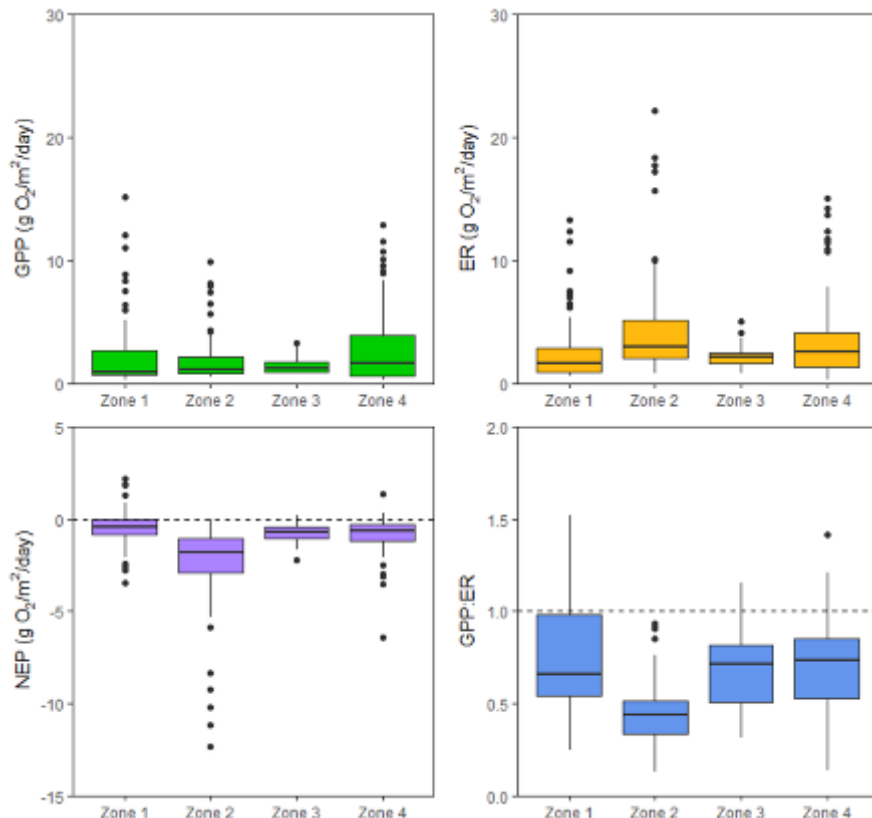 GPP (g O₂/m²/day)
30
20
10
0
Zone 1 Zone 2 Zone 3 Zone 4
ER (g O₂/m²/day)
30
20
10
0
Zone 1 Zone 2 Zone 3 Zone 4
NEP (g O₂/m²/day)
5
0
-5
-10
-15
Zone 1 Zone 2 Zone 3 Zone 4
GPP:ER
2.0
1.5
1.0
0.5
0.0
Zone 1 Zone 2 Zone 3 Zone 4